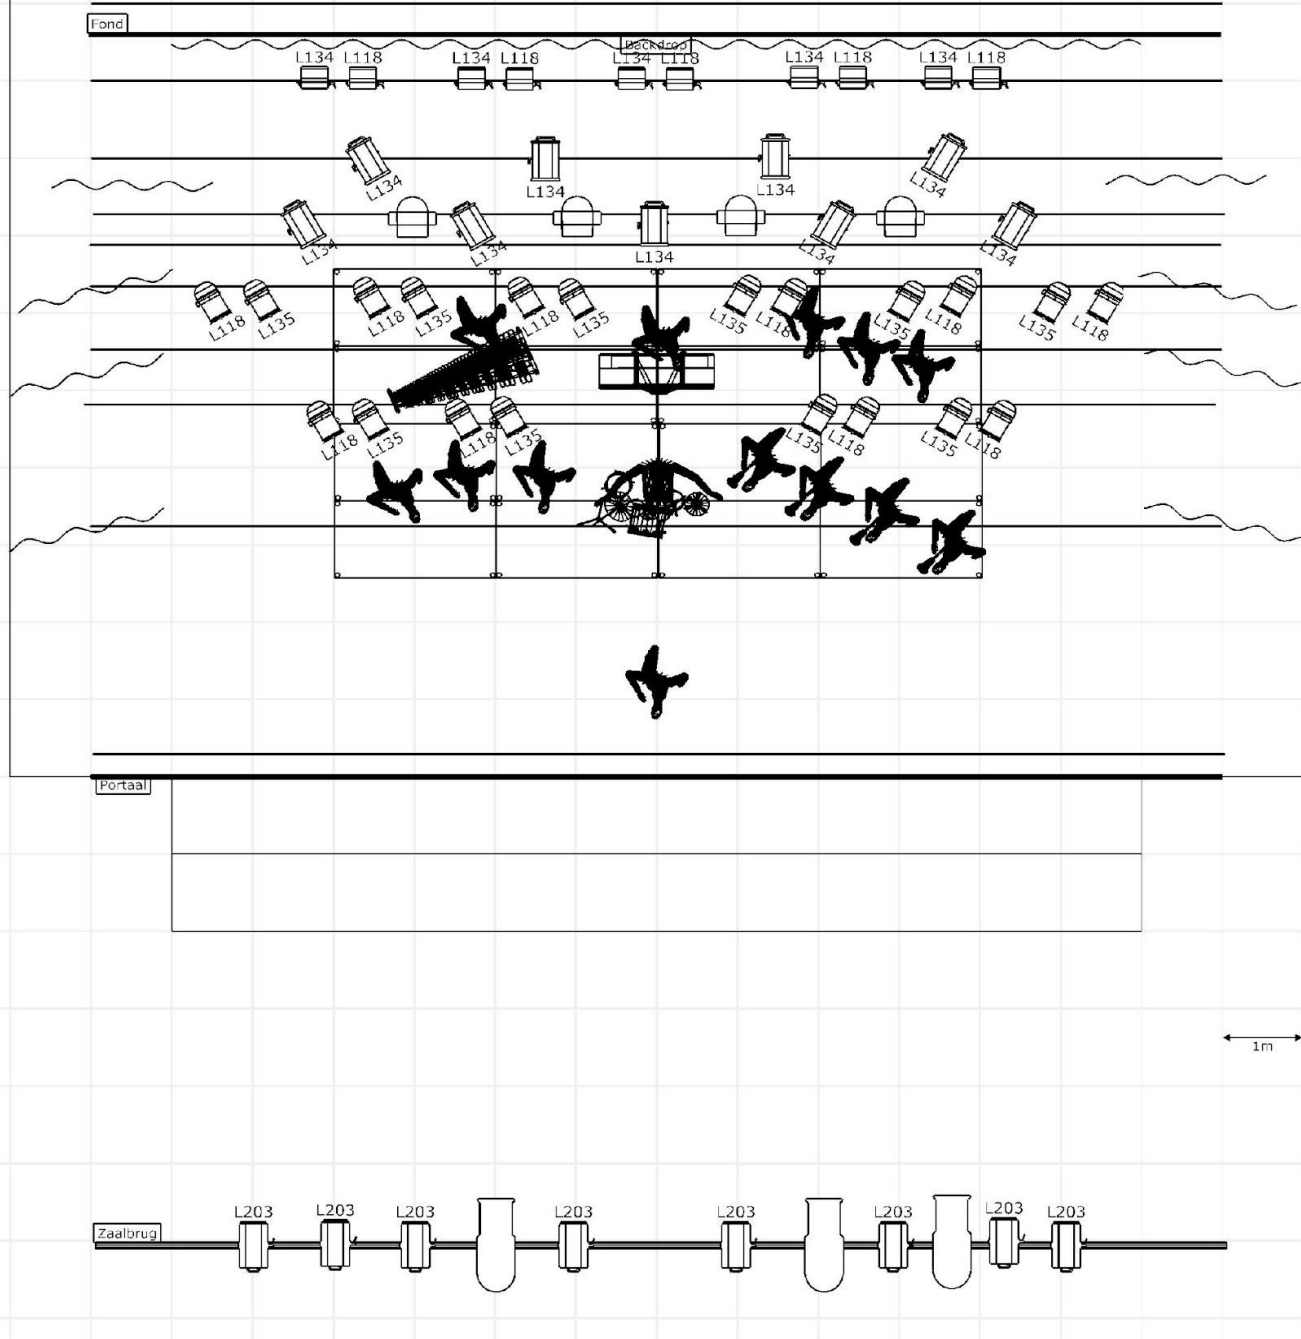 Fond
Backdrop
L134 L118 L134 L118 L134 L118 L134 L118 L134 L118
L134 L134 L134 L134
L134 L134 L134 L134 L134
L118 L135 L118 L135 L118 L135 L135 L118 L135 L118 L135 L118
L118 L135 L118 L135 L135 L118 L135 L118
Portaal
1m
L203 L203 L203 L203 L203 L203 L203 L203
Zaalbrug